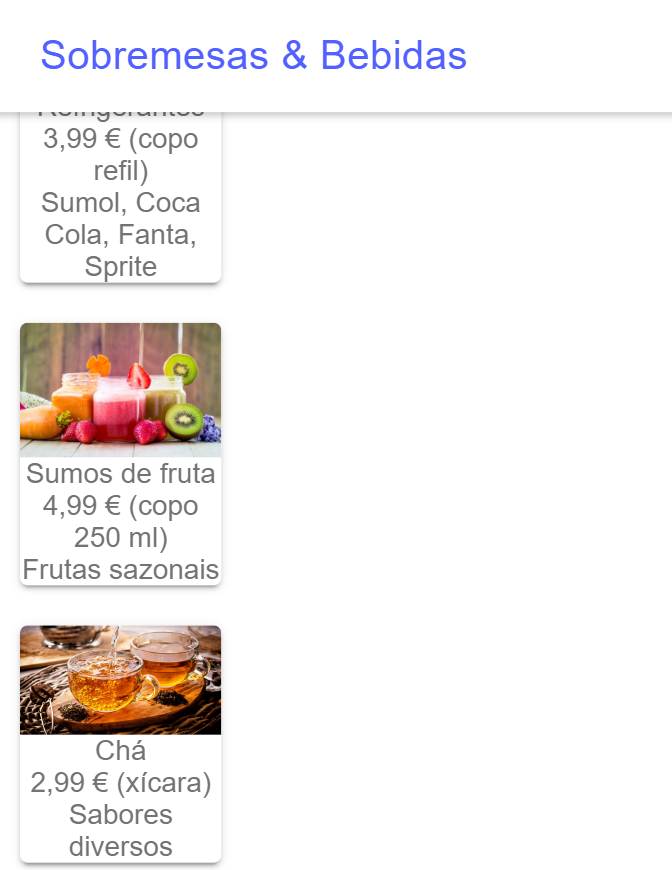 Sobremesas & Bebidas
Refrigerantes
3,99 € (copo
refil)
Sumol, Coca
Cola, Fanta,
Sprite
Sumos de fruta
4,99 € (copo
250 ml)
Frutas sazonais
Chá
2,99 € (xícara)
Sabores
diversos